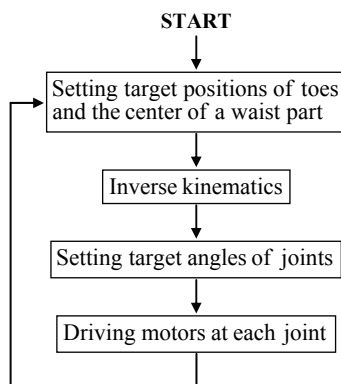 START
Setting target positions of toes
and the center of a waist part
Inverse kinematics
Setting target angles of joints
Driving motors at each joint